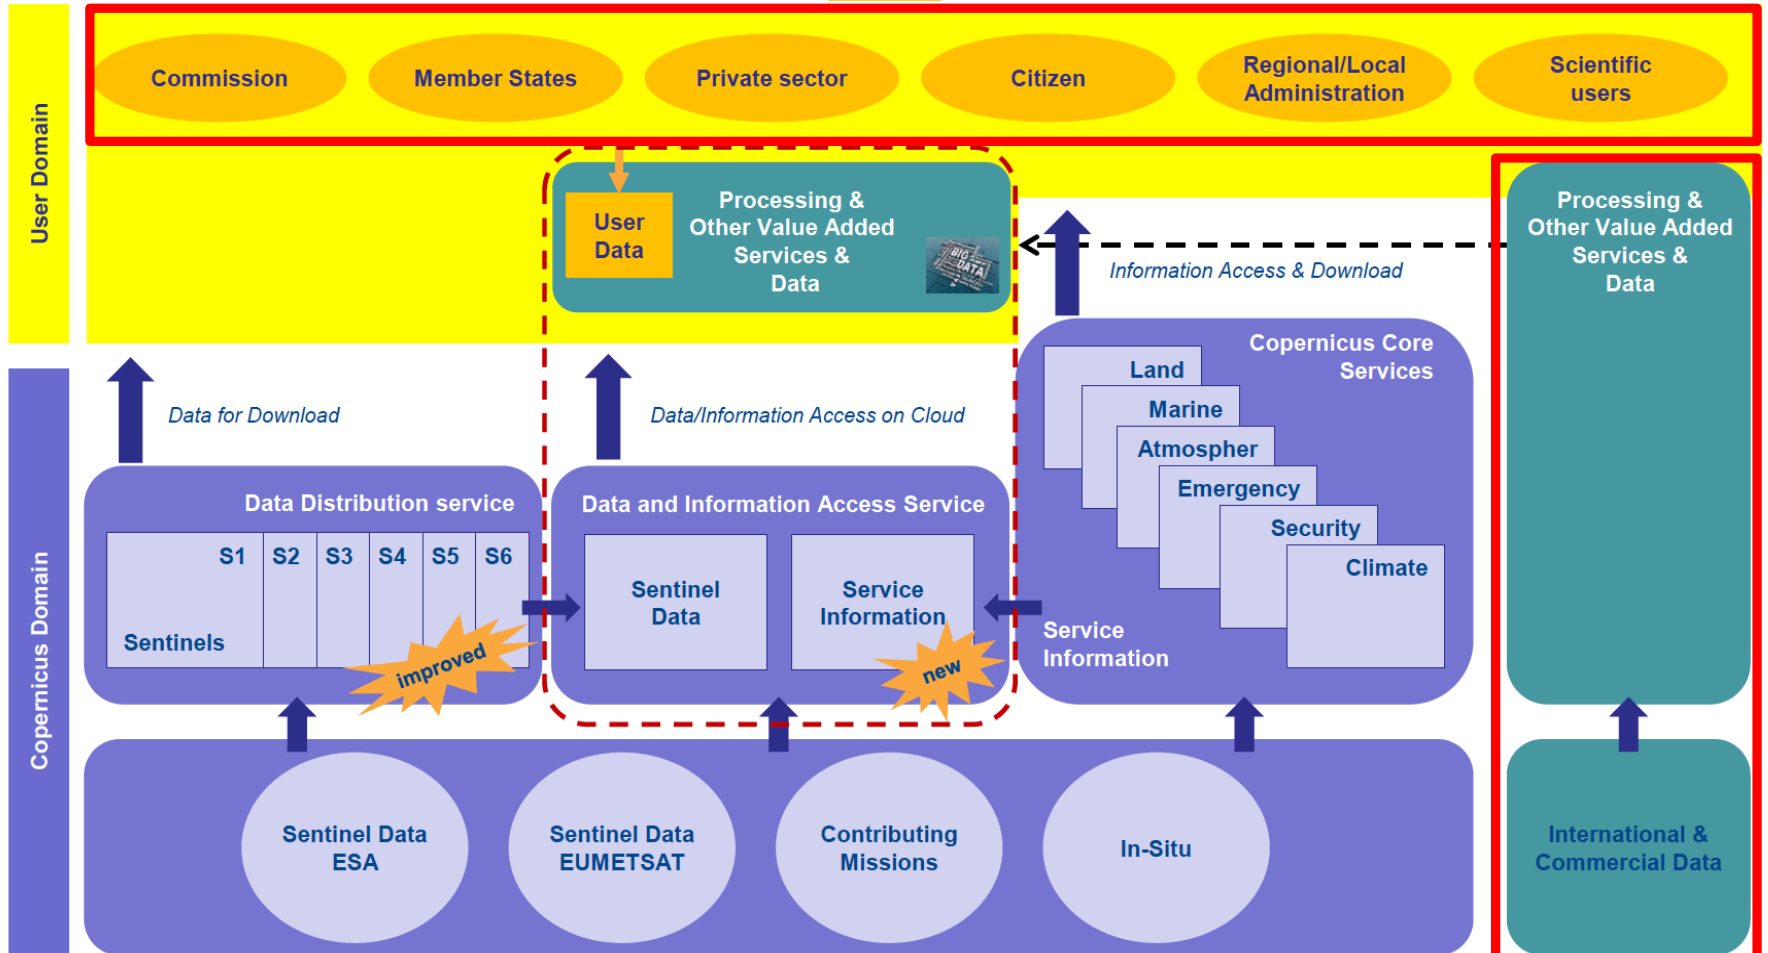 Commission
Member States
Private sector
Citizen
Regional/Local
Administration
Scientific
users
User Domain
User
Data
Processing &
Other Value Added
Services &
Data
BIG
DATA
Information Access & Download
Processing &
Other Value Added
Services &
Data
Copernicus Domain
Data for Download
Data/Information Access on Cloud
Copernicus Core
Services
Land
Marine
Atmospher
Emergency
Security
Climate
Service
Information
Data Distribution service
S1
S2
S3
S4
S5
S6
Sentinels
improved
Data and Information Access Service
Sentinel
Data
Service
Information
new
Sentinel Data
ESA
Sentinel Data
EUMETSAT
Contributing
Missions
In-Situ
International &
Commercial Data